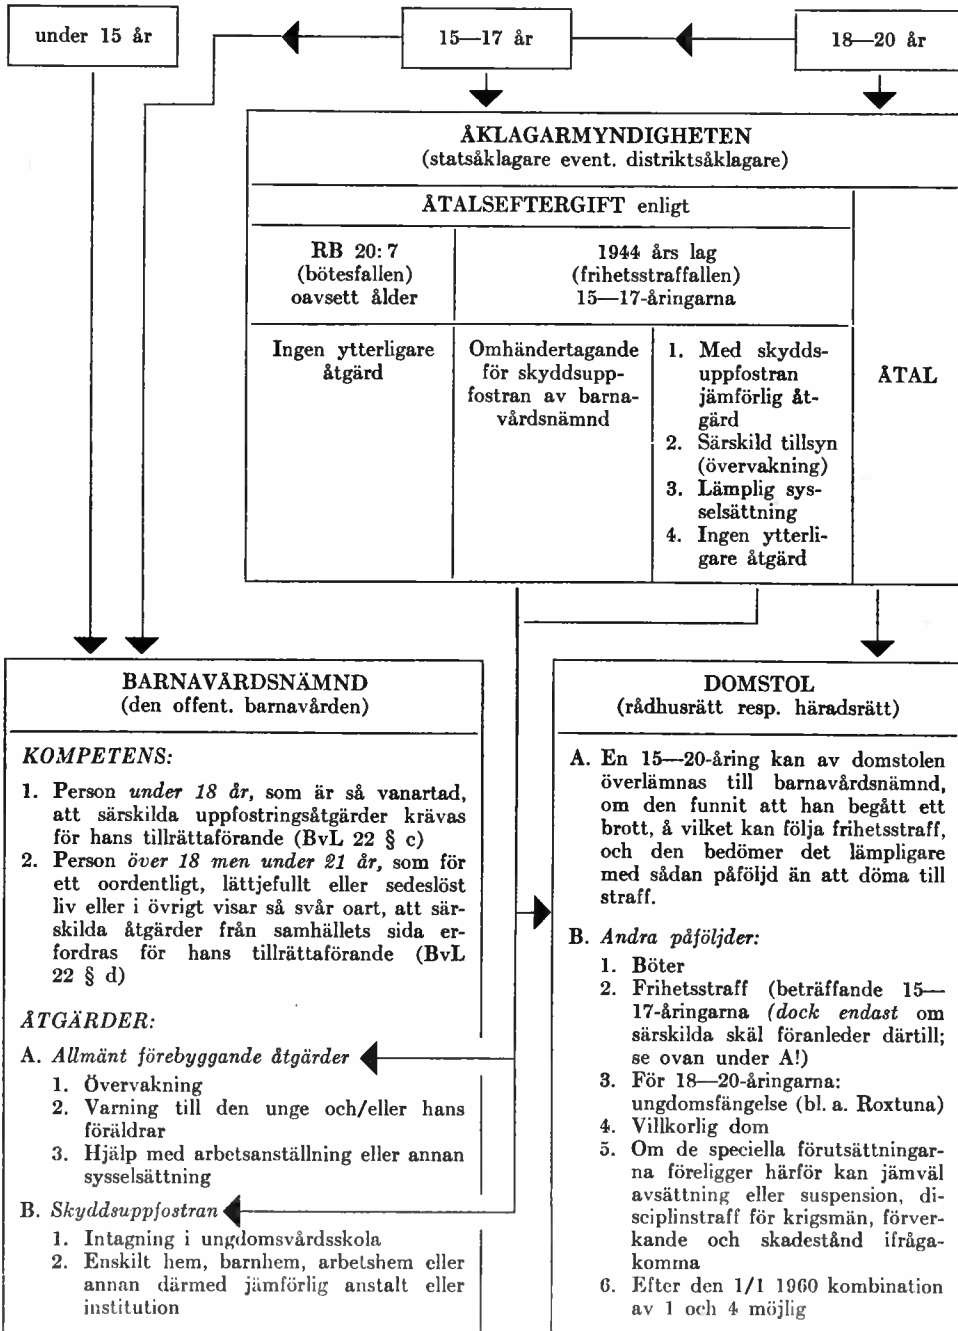 under 15 år
15—17 år
18—20 år
ÅKLAGARMYNDIGHETEN
(statsåklagare event. distriktsåklagare)
ÅTALSEFTERGIFT enligt
RB 20: 7
(bötesfallen)
oavsett ålder
1944 års lag
(frihetsstraffallen)
15—17-åringarna
Ingen ytterligare
åtgärd
Omhändertagande
för skyddsupp-
fostran av barna-
vårdsnämnd
1. Med skydds-
uppfostran
jämförlig åt-
gärd
2. Särskild tillsyn
(övervakning)
3. Lämplig sys-
selsättning
4. Ingen ytterli-
gare åtgärd
ÅTAL
BARNAVÅRDSNÄMND
(den offent. barnavården)
KOMPETENS:
1. Person under 18 år, som är så vanartad,
att särskilda uppfostringsåtgärder krävas
för hans tillrättaförande (BvL 22 § c)
2. Person över 18 men under 21 år, som för
ett oordentligt, lättjefullt eller sedeslöst
liv eller i övrigt visar så svår oart, att sär-
skilda åtgärder från samhällets sida er-
fordras för hans tillrättaförande (BvL
22 § d)
ÅTGÄRDER:
A. Allmänt förebyggande åtgärder
1. Övervakning
2. Varning till den unge och/eller hans
föräldrar
3. Hjälp med arbetsanställning eller annan
sysselsättning
B. Skyddsuppfostran
1. Intagning i ungdomsvårdsskola
2. Enskilt hem, barnhem, arbetshem eller
annan därmed jämförlig anstalt eller
institution
DOMSTOL
(rådhusrätt resp. häradsrätt)
A. En 15—20-åring kan av domstolen
överlämnas till barnavårdsnämnd,
om den funnit att han begått ett
brott, å vilket kan följa frihetsstraff,
och den bedömer det lämpligare
med sådan påföljd än att döma till
straff.
B. Andra påföljder:
1. Böter
2. Frihetsstraff (beträffande 15—
17-åringarna (dock endast om
särskilda skäl föranleder därtill;
se ovan under A!)
3. För 18—20-åringarna:
ungdomsfängelse (bl. a. Roxtuna)
4. Villkorlig dom
5. Om de speciella förutsättningar-
na föreligger härför kan jämväl
avsättning eller suspension, di-
sciplinstraff för krigsmän, förver-
kande och skadestånd ifråga-
komma
6. Efter den 1/1 1960 kombination
av 1 och 4 möjlig